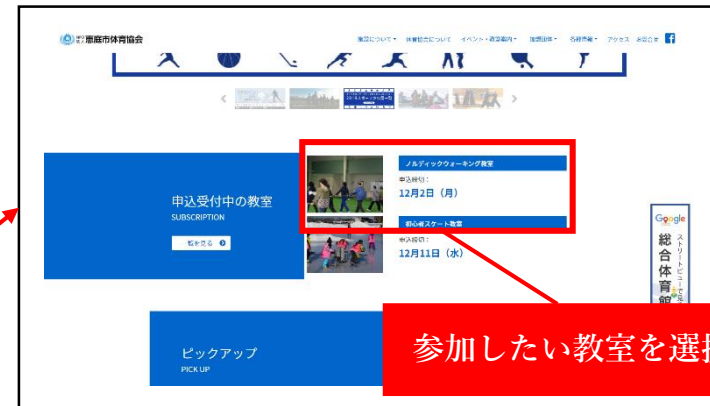 恵庭市体育協会
施設について 体育協会について イベント・教室案内 加盟団体 各種情報 アクセス お問合せ
申込受付中の教室
SUBSCRIPTION
一覧を見る
ノルディックウォーキング教室
申込締切：
12月2日（月）
初心者スケート教室
申込締切：
12月11日（水）
Google
ストリートビューで見る
総合体育館
ピックアップ
PICK UP
参加したい教室を選択